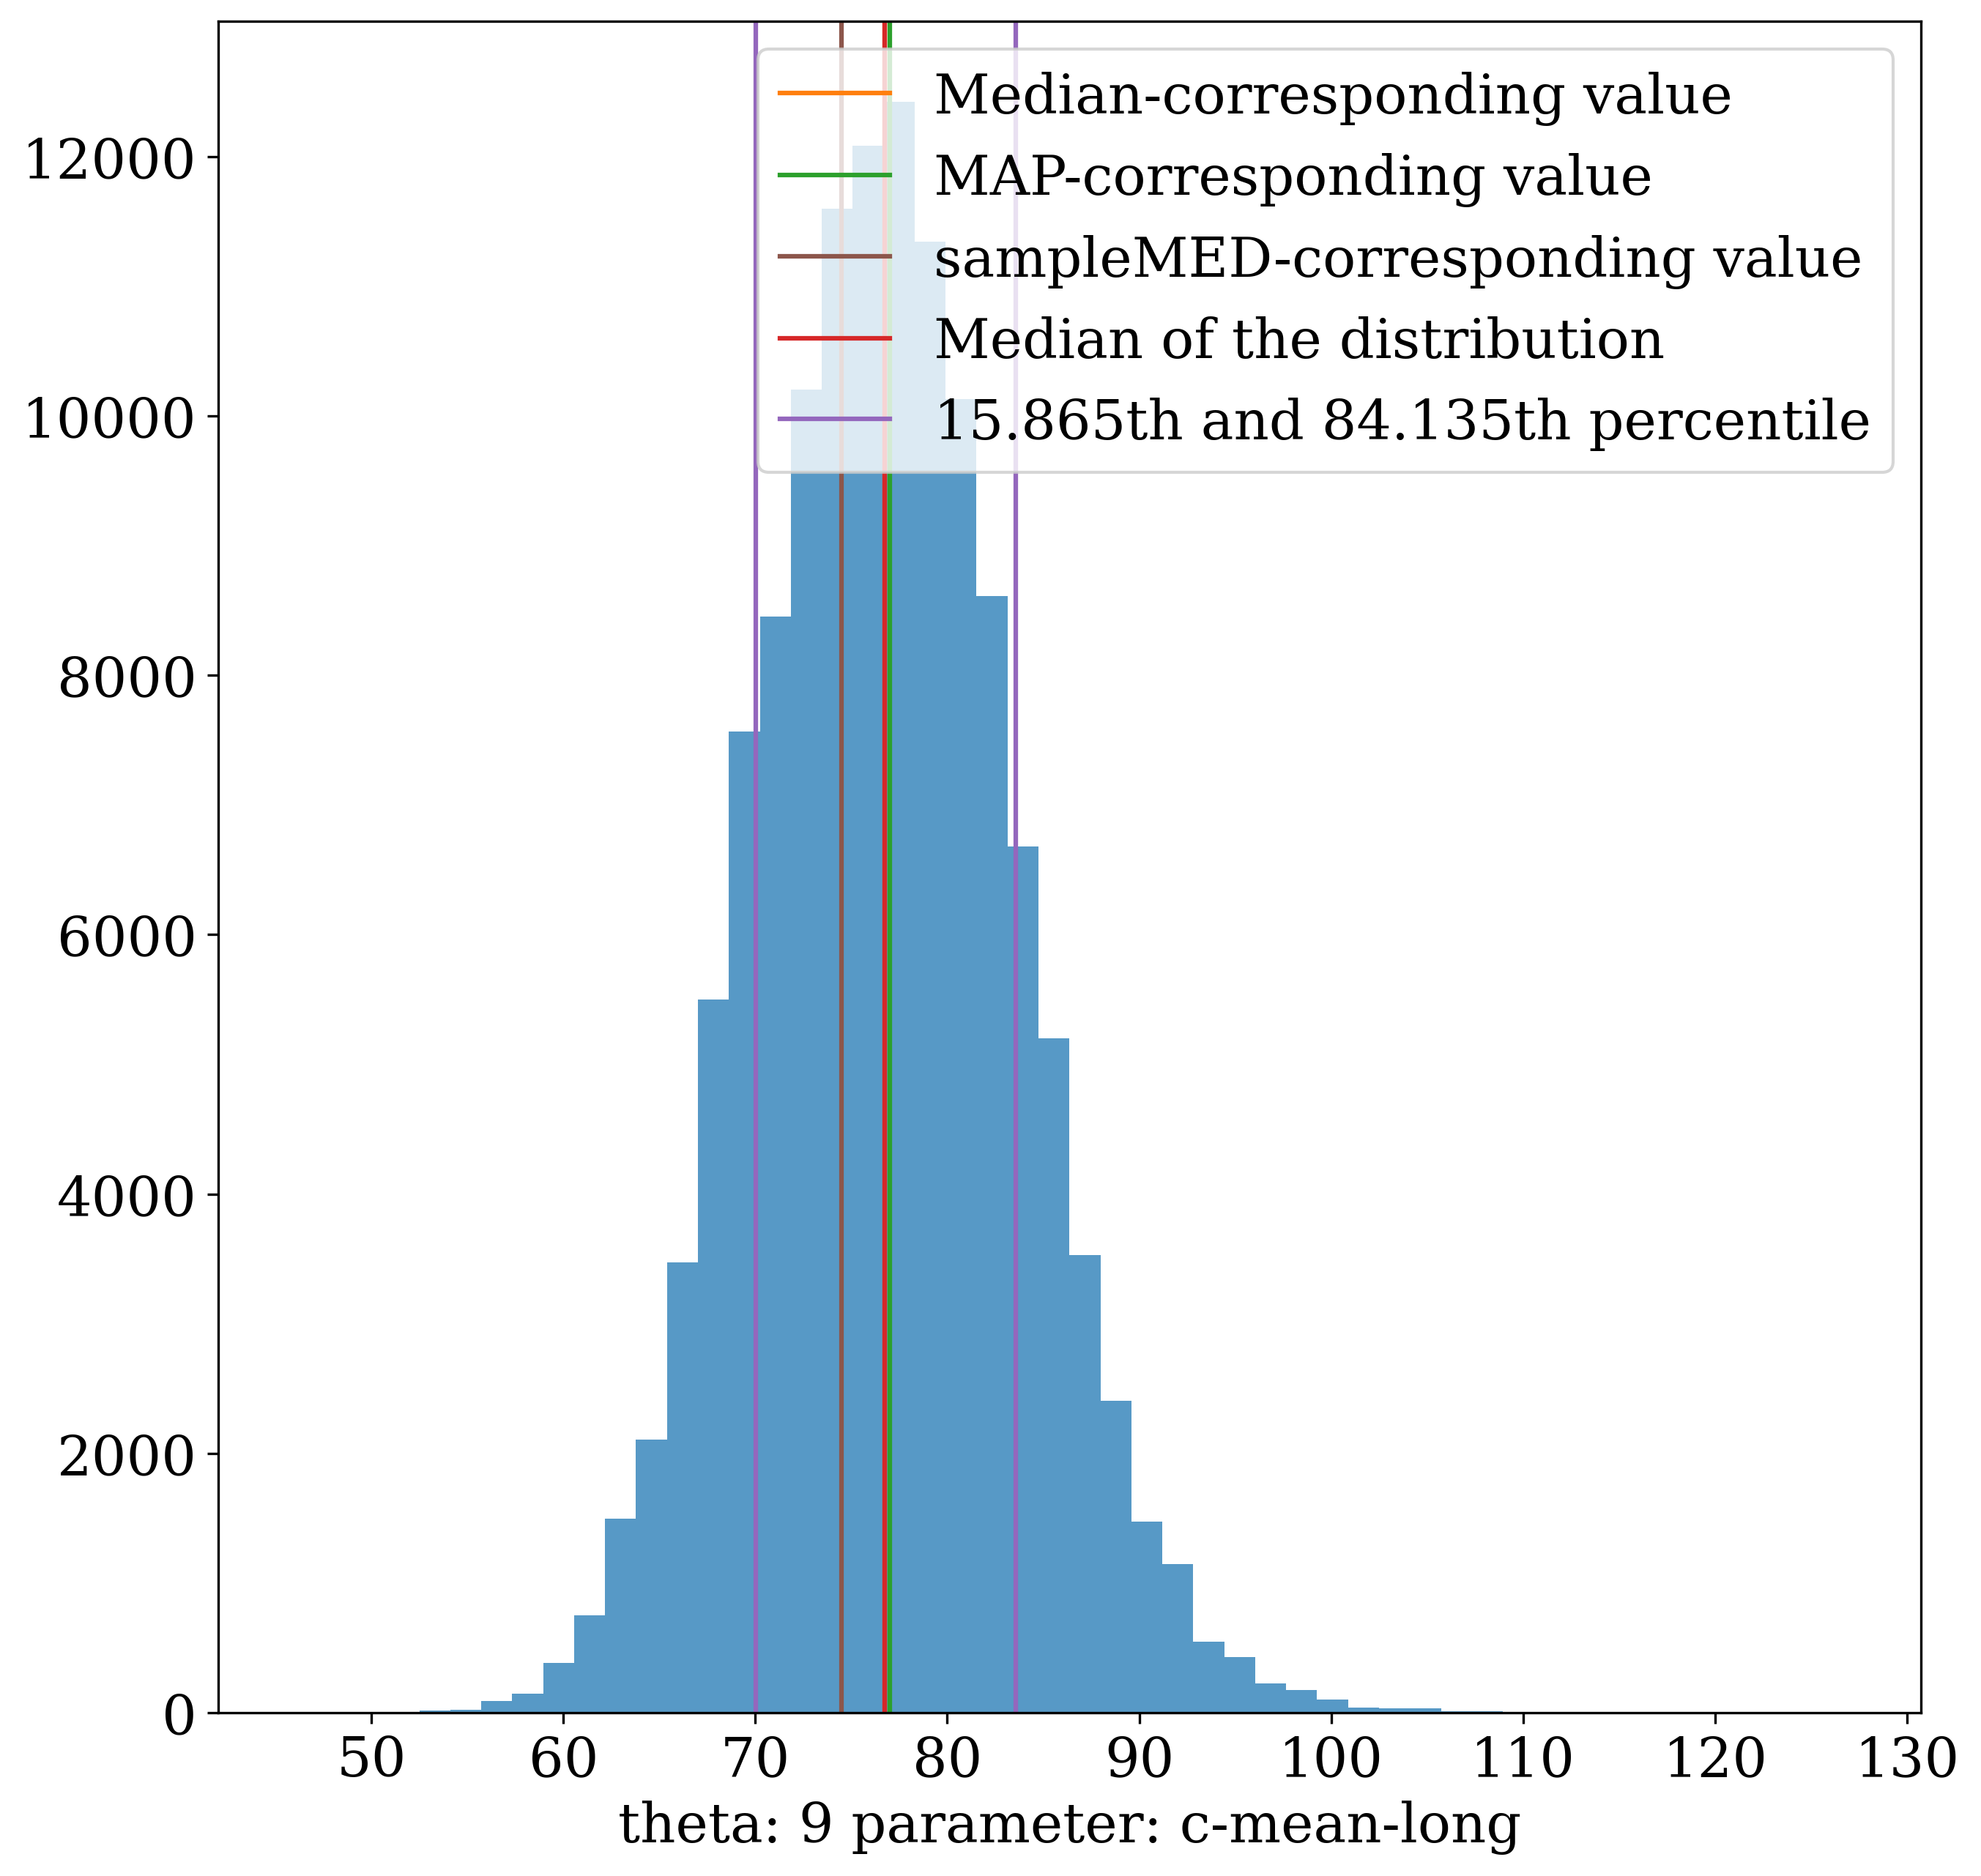 Median-corresponding value
MAP-corresponding value
sampleMED-corresponding value
Median of the distribution
15.865th and 84.135th percentile
12000
10000
8000
6000
4000
2000
0
50 60 70 80 90 100 110 120 130
theta: 9 parameter: c-mean-long